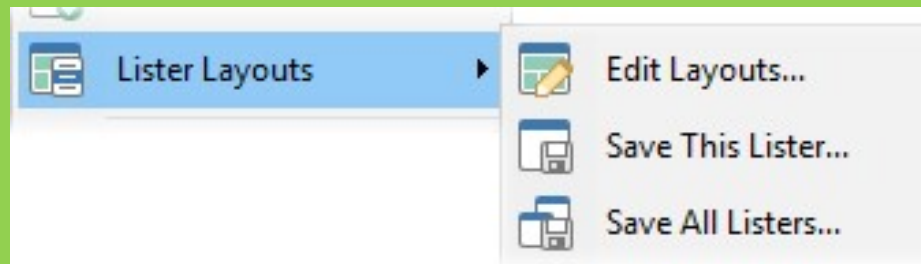 Lister Layouts
Edit Layouts...
Save This Lister...
Save All Listers...